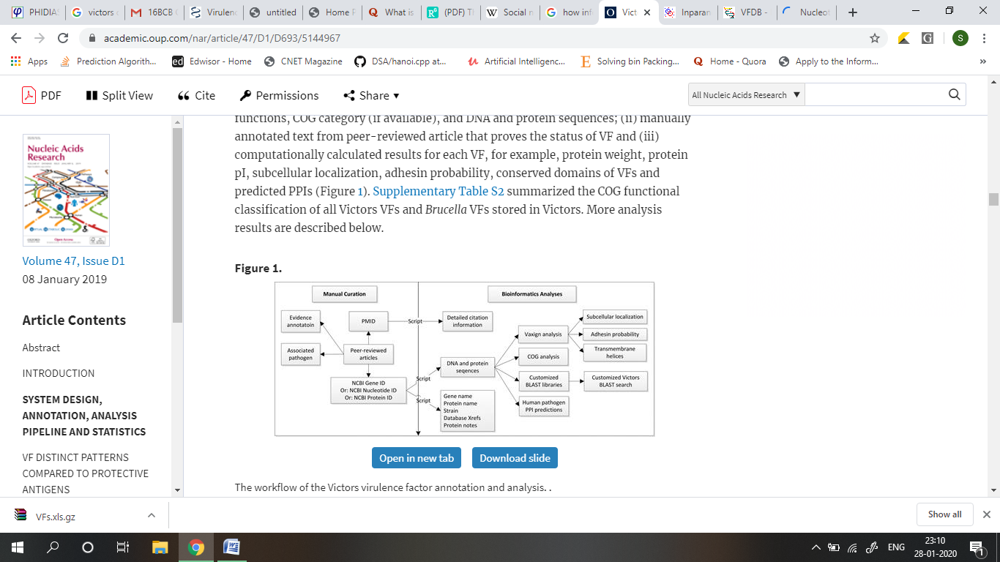 PHIDIAS
victors
16BCB
Virulenc
untitled
Home P
What is
(PDF) Th
Social n
how inf
Vict
Inparan
VFDB -
Nucleot
academic.oup.com/nar/article/47/D1/D693/5144967
Apps
Prediction Algorith...
Edwisor - Home
CNET Magazine
DSA/hanoi.cpp at...
Artificial Intelligenc...
Solving bin Packing...
Home - Quora
Apply to the Inform...
PDF
Split View
Cite
Permissions
Share
All Nucleic Acids Research
functions, COG category (if available), and DNA and protein sequences; (ii) manually
annotated text from peer-reviewed article that proves the status of VF and (iii)
computationally calculated results for each VF, for example, protein weight, protein
pI, subcellular localization, adhesin probability, conserved domains of VFs and
predicted PPIs (Figure 1). Supplementary Table S2 summarized the COG functional
classification of all Victors VFs and Brucella VFs stored in Victors. More analysis
results are described below.
Nucleic Acids
Research
Volume 47, Issue D1
08 January 2019
Article Contents
Abstract
INTRODUCTION
SYSTEM DESIGN,
ANNOTATION, ANALYSIS
PIPELINE AND STATISTICS
VF DISTINCT PATTERNS
COMPARED TO PROTECTIVE
ANTIGENS
Figure 1.
Manual Curation
Bioinformatics Analyses
Evidence
annotatoin
PMID
Script
Detailed citation
information
Associated
pathogen
Peer-reviewed
articles
NCBI Gene ID
Or: NCBI Nucleotide ID
Or: NCBI Protein ID
Script
Script
DNA and protein
seqences
Gene name
Protein name
Strain
Database Xrefs
Protein notes
Vaxign analysis
COG analysis
Customized
BLAST libraries
Human pathogen
PPI predictions
Subcellular localization
Adhesin probability
Transmembrane
helices
Customized Victors
BLAST search
Open in new tab
Download slide
The workflow of the Victors virulence factor annotation and analysis. .
VFs.xls.gz
Show all
ENG
23:10
28-01-2020